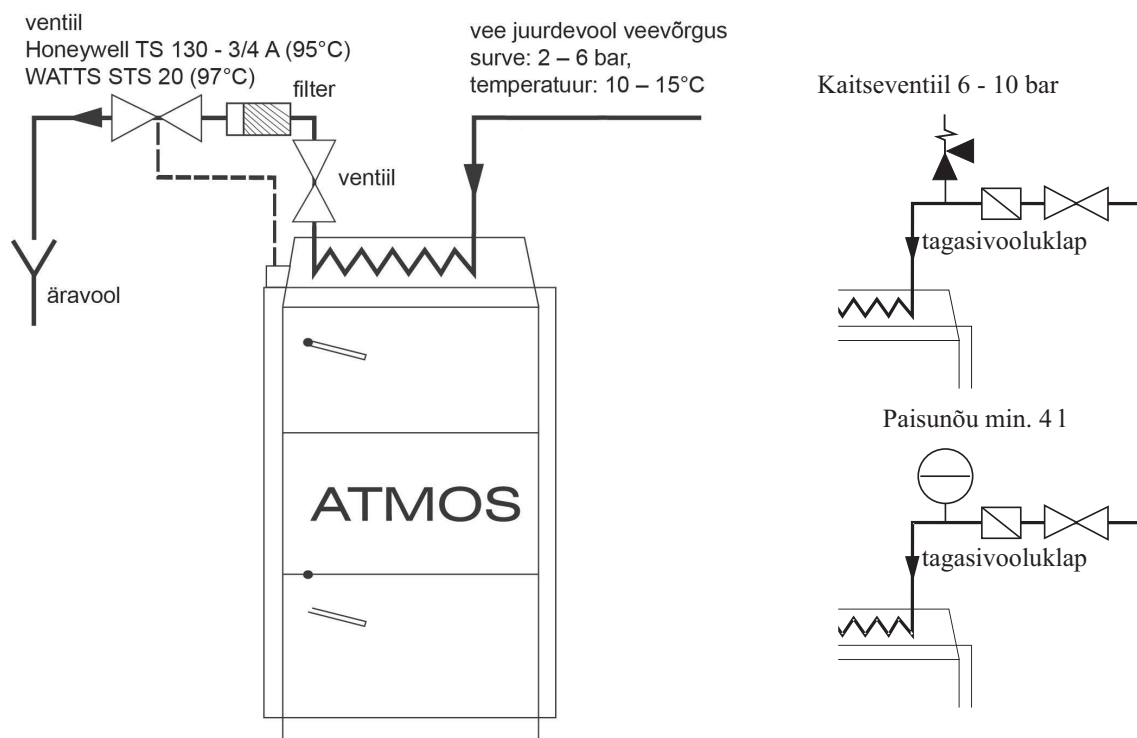 ventiil
Honeywell TS 130 - 3/4 A (95°C)
WATTS STS 20 (97°C)
filter
vee juurdevool veevõrgus
surve: 2 – 6 bar,
temperatuur: 10 – 15°C
ventiil
äravool
ATMOS
Kaitseventiil 6 - 10 bar
tagasivooluklap
Paisunõu min. 4 l
tagasivooluklap